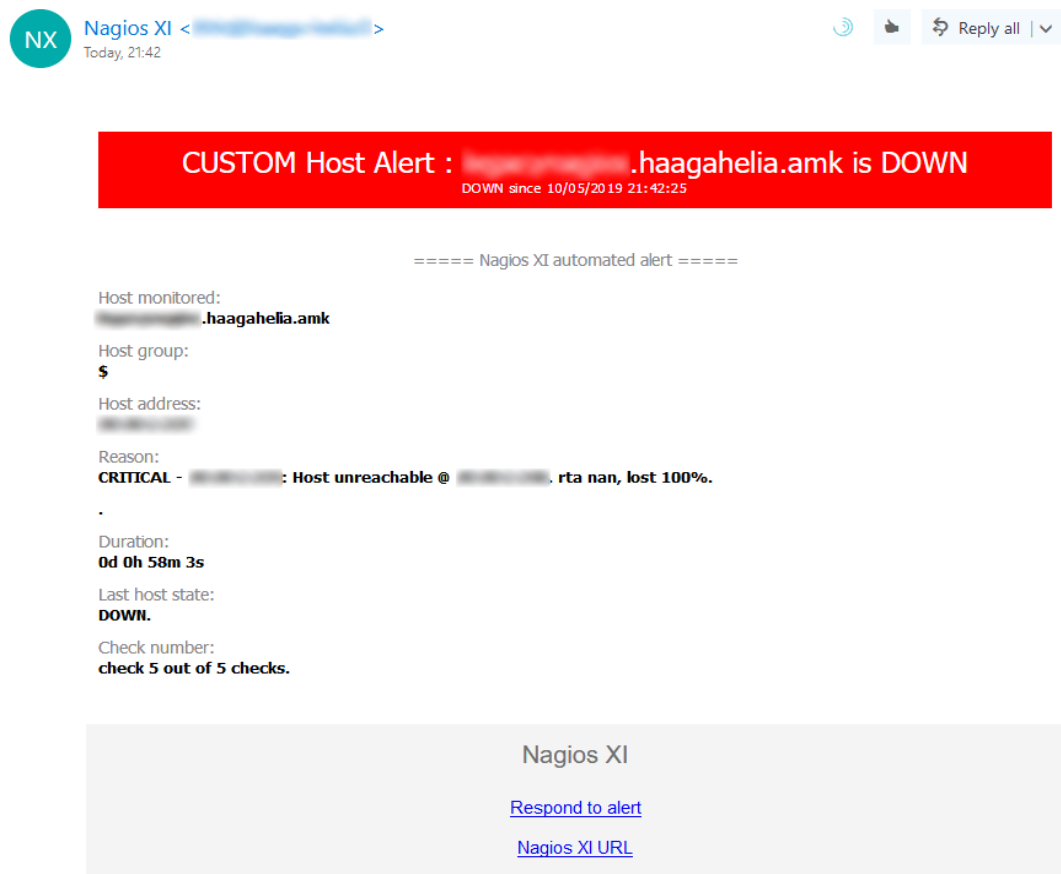 NX
Nagios XI < >
Today, 21:42
Reply all
CUSTOM Host Alert : .haagahelia.amk is DOWN
DOWN since 10/05/2019 21:42:25
===== Nagios XI automated alert =====
Host monitored:
.haagahelia.amk
Host group:
$
Host address:
Reason:
CRITICAL - : Host unreachable @ . rta nan, lost 100%.
.
Duration:
0d 0h 58m 3s
Last host state:
DOWN.
Check number:
check 5 out of 5 checks.
Nagios XI
Respond to alert
Nagios XI URL